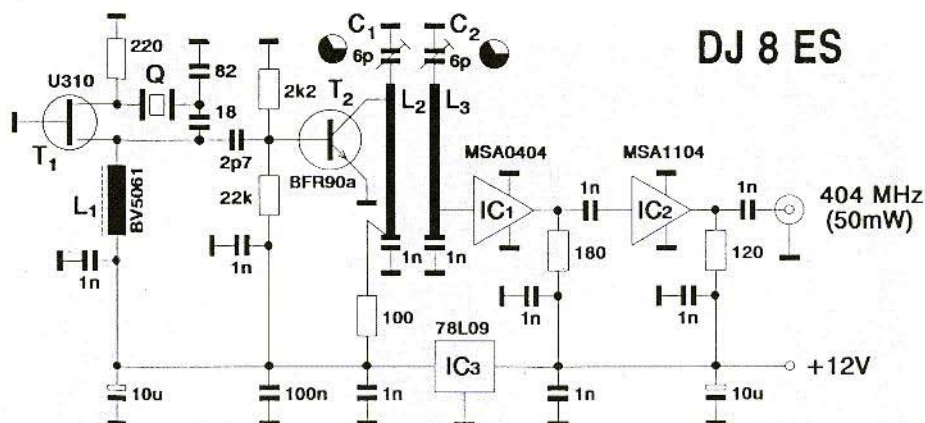 DJ 8 ES
C1
C2
6p
6p
220
U310
Q
82
18
2k2
T2
L2
L3
T1
2p7
BFR90a
MSA0404
MSA1104
L1
BV5061
22k
IC1
1n
IC2
1n
404 MHz
(50mW)
1n
1n
1n
1n
180
120
100
1n
1n
78L09
IC3
+12V
10u
100n
1n
1n
10u